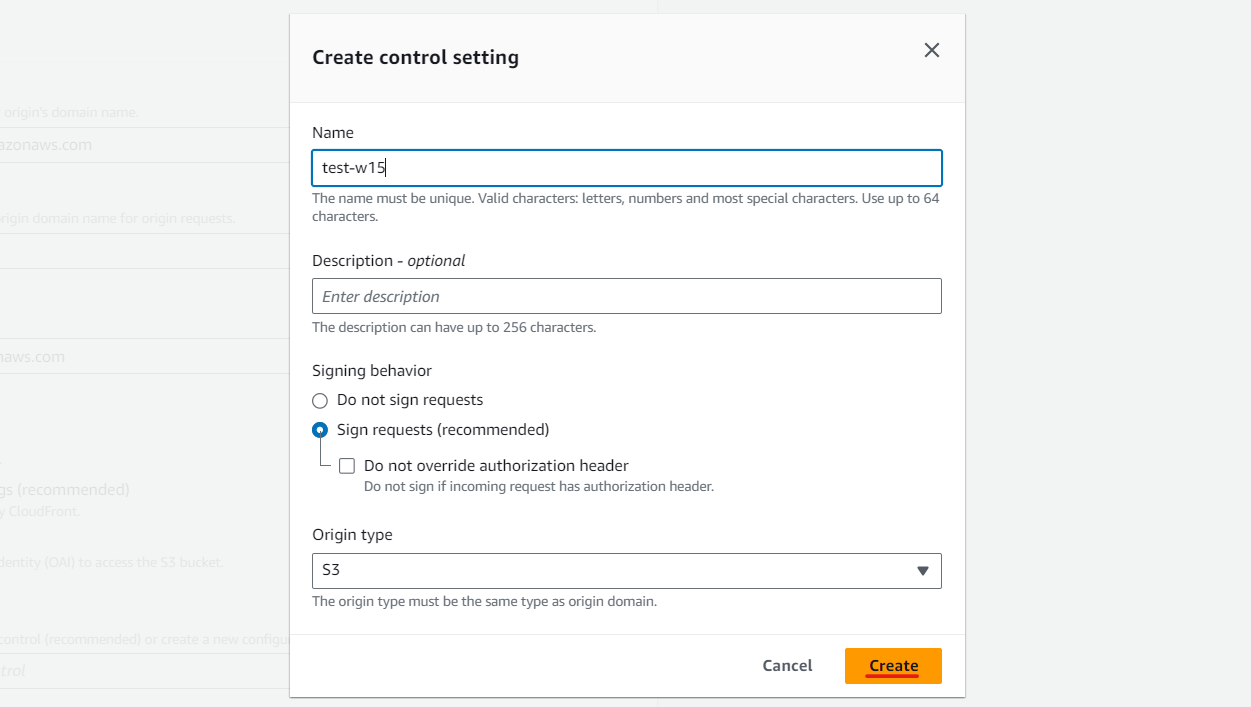 Create control setting
origin's domain name.
azonaws.com
Name
test-w15
The name must be unique. Valid characters: letters, numbers and most special characters. Use up to 64
characters.
origin domain name for origin requests.
Description - optional
Enter description
The description can have up to 256 characters.
naws.com
Signing behavior
Do not sign requests
Sign requests (recommended)
Do not override authorization header
Do not sign if incoming request has authorization header.
gs (recommended)
y CloudFront.
Origin type
dentity (OAI) to access the S3 bucket.
S3
The origin type must be the same type as origin domain.
control (recommended) or create a new configu
trol
Cancel
Create